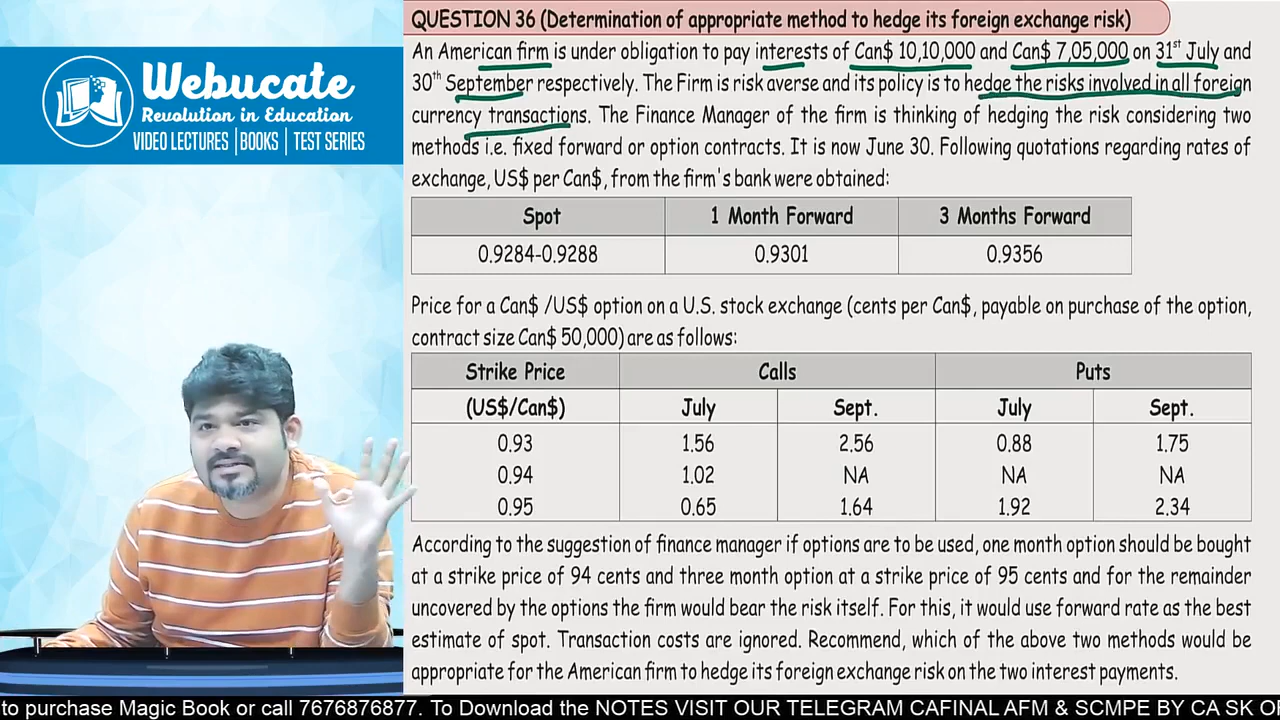 Webucate
Revolution in Education
VIDEO LECTURES | BOOKS | TEST SERIES
QUESTION 36 (Determination of appropriate method to hedge its foreign exchange risk)
An American firm is under obligation to pay interests of Can$ 10,10,000 and Can$ 7,05,000 on 31st July and
30th September respectively. The Firm is risk averse and its policy is to hedge the risks involved in all foreign
currency transactions. The Finance Manager of the firm is thinking of hedging the risk considering two
methods i.e. fixed forward or option contracts. It is now June 30. Following quotations regarding rates of
exchange, US$ per Can$, from the firm's bank were obtained:
Spot 1 Month Forward 3 Months Forward
0.9284-0.9288 0.9301 0.9356
Price for a Can$ /US$ option on a U.S. stock exchange (cents per Can$, payable on purchase of the option,
contract size Can$ 50,000) are as follows:
Strike Price Calls Puts
(US$/Can$) July Sept. July Sept.
0.93 1.56 2.56 0.88 1.75
0.94 1.02 NA NA NA
0.95 0.65 1.64 1.92 2.34
According to the suggestion of finance manager if options are to be used, one month option should be bought
at a strike price of 94 cents and three month option at a strike price of 95 cents and for the remainder
uncovered by the options the firm would bear the risk itself. For this, it would use forward rate as the best
estimate of spot. Transaction costs are ignored. Recommend, which of the above two methods would be
appropriate for the American firm to hedge its foreign exchange risk on the two interest payments.
to purchase Magic Book or call 7676876877. To Download the NOTES VISIT OUR TELEGRAM CAFINAL AFM & SCMPE BY CA SK OR